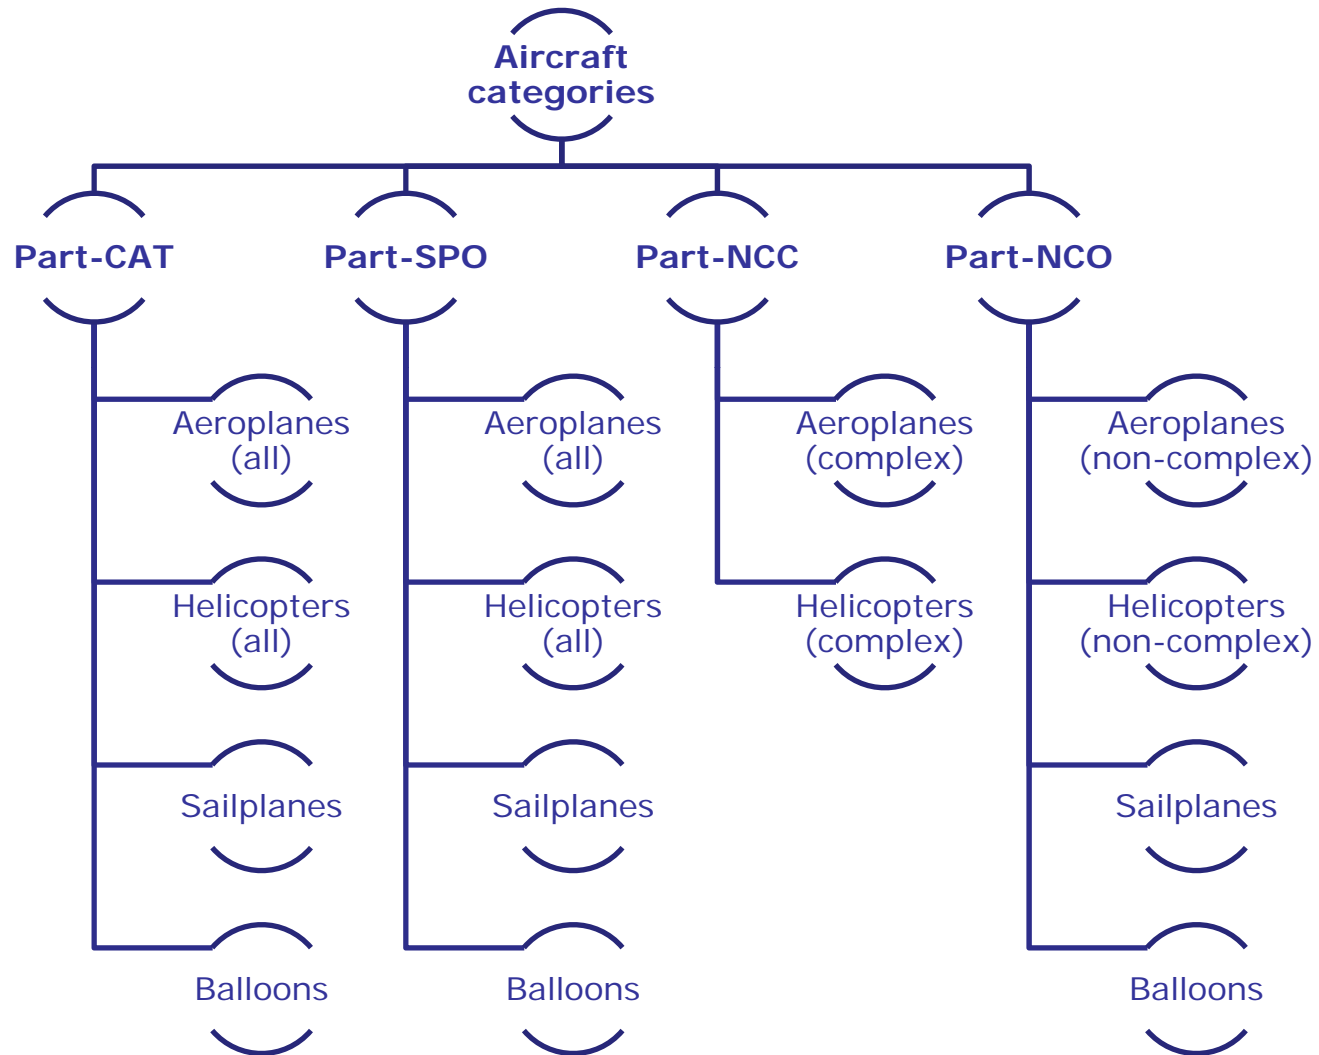 Aircraft
categories
Part-CAT
Part-SPO
Part-NCC
Part-NCO
Aeroplanes
(all)
Aeroplanes
(all)
Aeroplanes
(complex)
Aeroplanes
(non-complex)
Helicopters
(all)
Helicopters
(all)
Helicopters
(complex)
Helicopters
(non-complex)
Sailplanes
Sailplanes
Sailplanes
Balloons
Balloons
Balloons